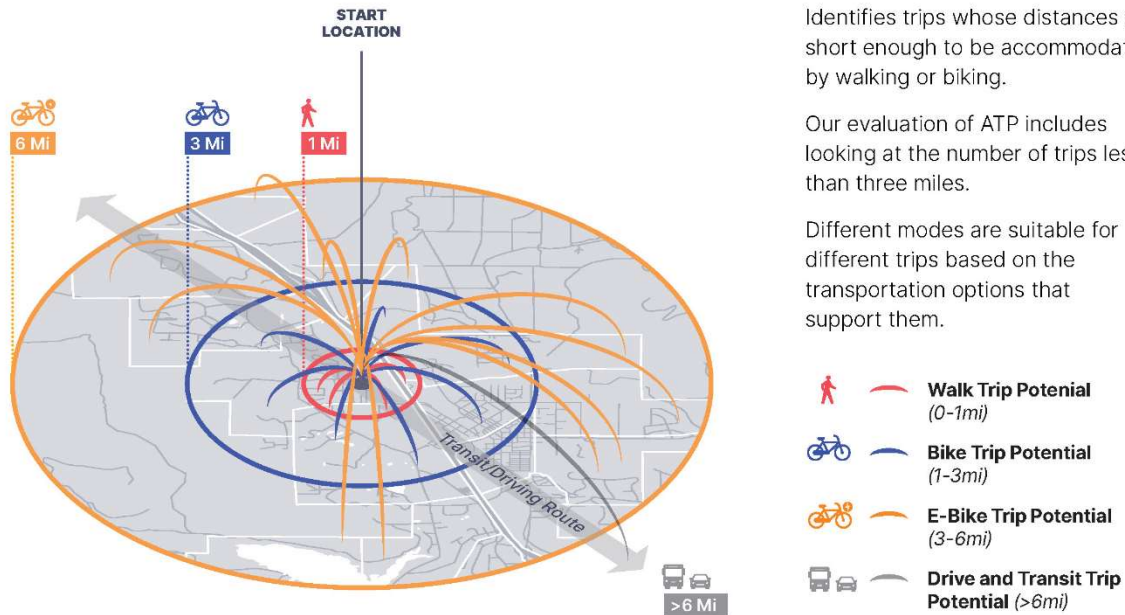 START
LOCATION
6 Mi
3 Mi
1 Mi
Transit/Driving Route
>6 Mi
Identifies trips whose distances
short enough to be accommodat
by walking or biking.
Our evaluation of ATP includes
looking at the number of trips les
than three miles.
Different modes are suitable for
different trips based on the
transportation options that
support them.
Walk Trip Potenial
(0-1mi)
Bike Trip Potential
(1-3mi)
E-Bike Trip Potential
(3-6mi)
Drive and Transit Trip
Potential (>6mi)